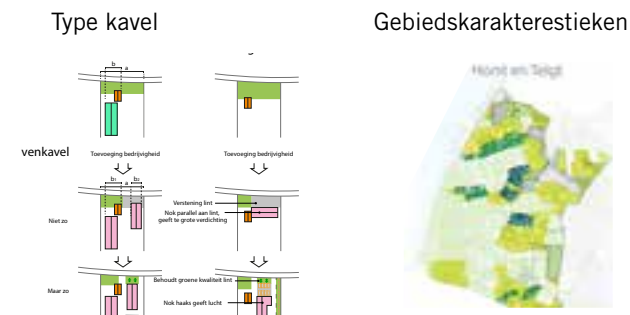 Type kavel
Gebiedskarakterestieken
Horst en Telgt
b
a
venkavel
Toevoeging bedrijvigheid
Toevoeging bedrijvigheid
b₁
a
b₂
Niet zo
Verstening lint
Nok parallel aan lint,
geeft te grote verdichting
Maar zo
Behoudt groene kwaliteit lint
Nok haaks geeft lucht